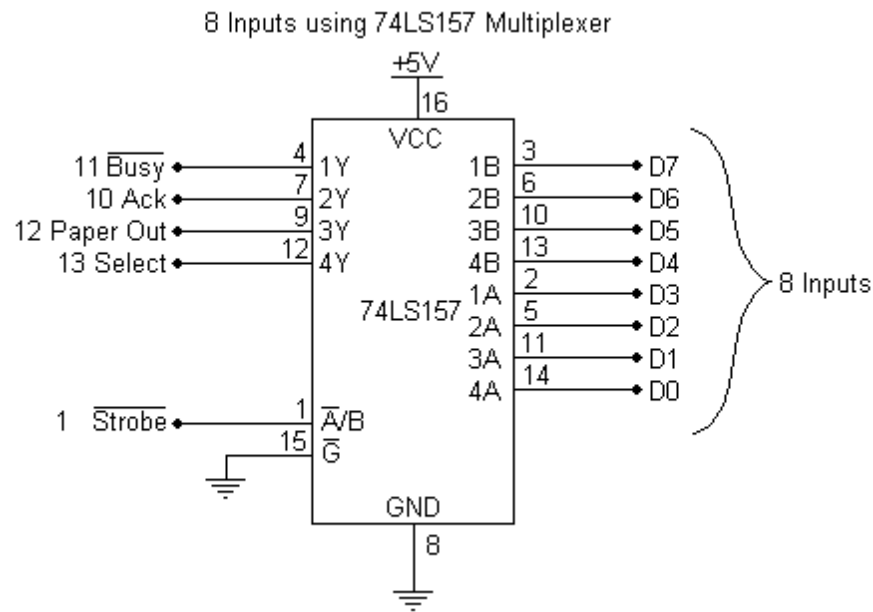 8 Inputs using 74LS157 Multiplexer
+5V
16
VCC
11 Busy 4 1Y
10 Ack 7 2Y
12 Paper Out 9 3Y
13 Select 12 4Y
1B 3 D7
2B 6 D6
3B 10 D5
4B 13 D4
1A 2 D3
2A 5 D2
3A 11 D1
4A 14 D0
8 Inputs
74LS157
1 Strobe 1 A/B
15 G
GND
8